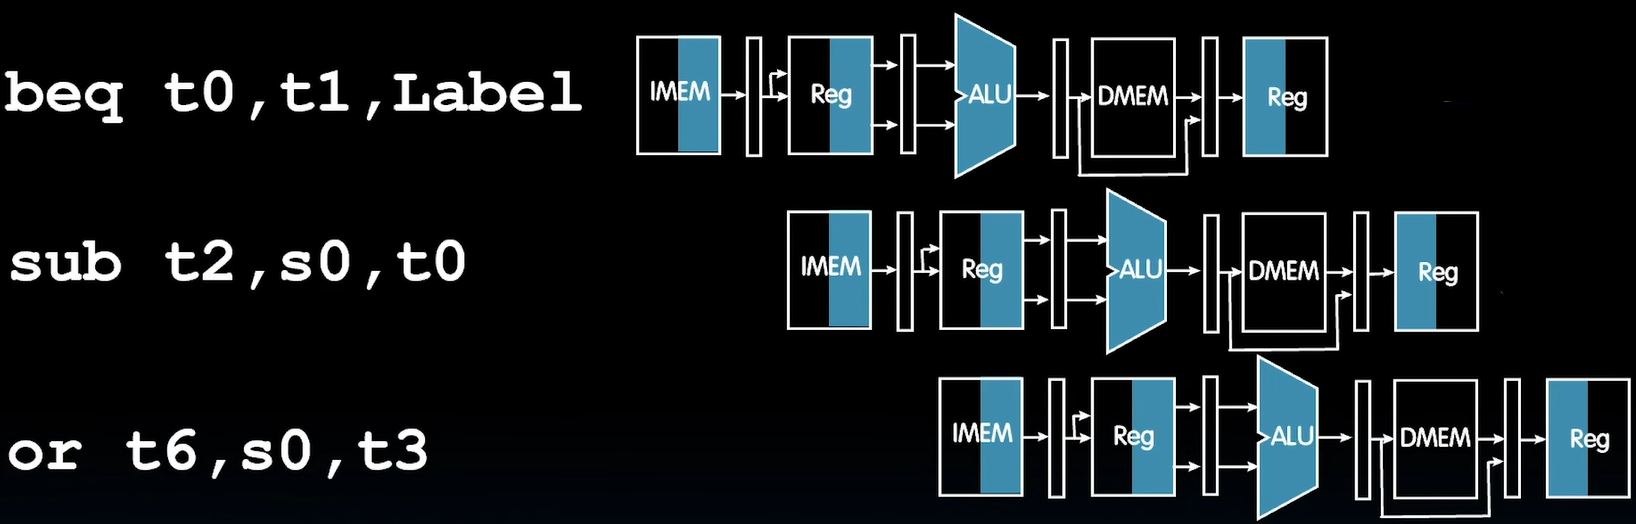 beq t0,t1,Label
IMEM Reg ALU DMEM Reg
sub t2,s0,t0
IMEM Reg ALU DMEM Reg
or t6,s0,t3
IMEM Reg ALU DMEM Reg